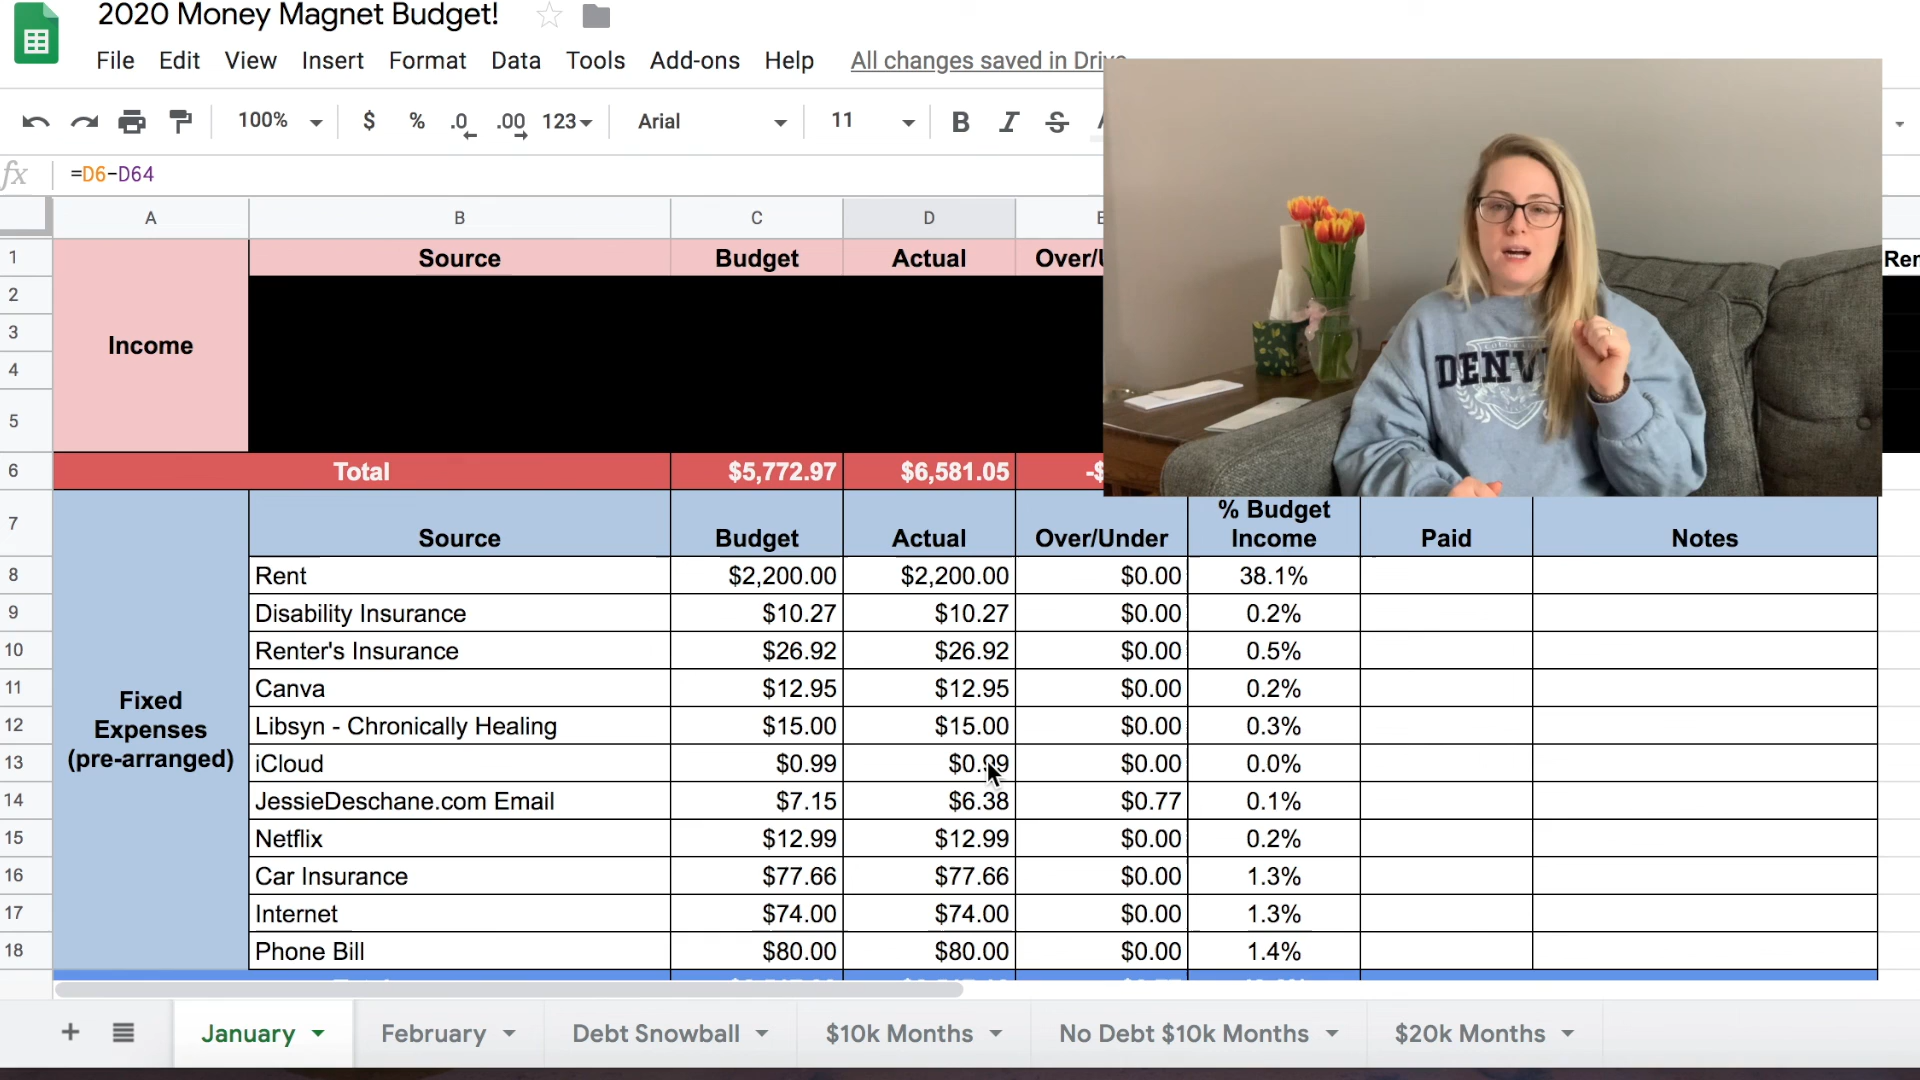 2020 Money Magnet Budget!
File Edit View Insert Format Data Tools Add-ons Help All changes saved in
100% $ % .0 .00 123 Arial 11 B I S
fx =D6-D64
A B C D
1 Source Budget Actual
2
3
Income
4
5
6 Total $5,772.97 $6,581.05 -$
7 Source Budget Actual Over/Under % Budget Income Paid Notes
8 Rent $2,200.00 $2,200.00 $0.00 38.1%
9 Disability Insurance $10.27 $10.27 $0.00 0.2%
10 Renter's Insurance $26.92 $26.92 $0.00 0.5%
11 Canva $12.95 $12.95 $0.00 0.2%
Fixed Expenses (pre-arranged)
12 Libsyn - Chronically Healing $15.00 $15.00 $0.00 0.3%
13 iCloud $0.99 $0.99 $0.00 0.0%
14 JessieDeschane.com Email $7.15 $6.38 $0.77 0.1%
15 Netflix $12.99 $12.99 $0.00 0.2%
16 Car Insurance $77.66 $77.66 $0.00 1.3%
17 Internet $74.00 $74.00 $0.00 1.3%
18 Phone Bill $80.00 $80.00 $0.00 1.4%
+ January February Debt Snowball $10k Months No Debt $10k Months $20k Months